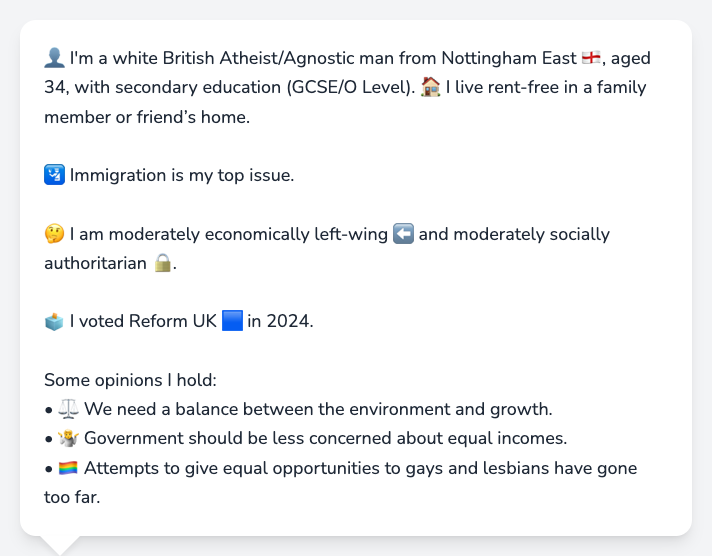 👤 I'm a white British Atheist/Agnostic man from Nottingham East 🏴󠁧󠁢󠁥󠁮󠁧󠁿, aged
34, with secondary education (GCSE/O Level). 🏠 I live rent-free in a family
member or friend’s home.
🛂 Immigration is my top issue.
🤔 I am moderately economically left-wing ⬅️ and moderately socially
authoritarian 🔒.
🗳️ I voted Reform UK 🟦 in 2024.
Some opinions I hold:
• ⚖️ We need a balance between the environment and growth.
• 🤷 Government should be less concerned about equal incomes.
• 🏳️‍🌈 Attempts to give equal opportunities to gays and lesbians have gone
too far.